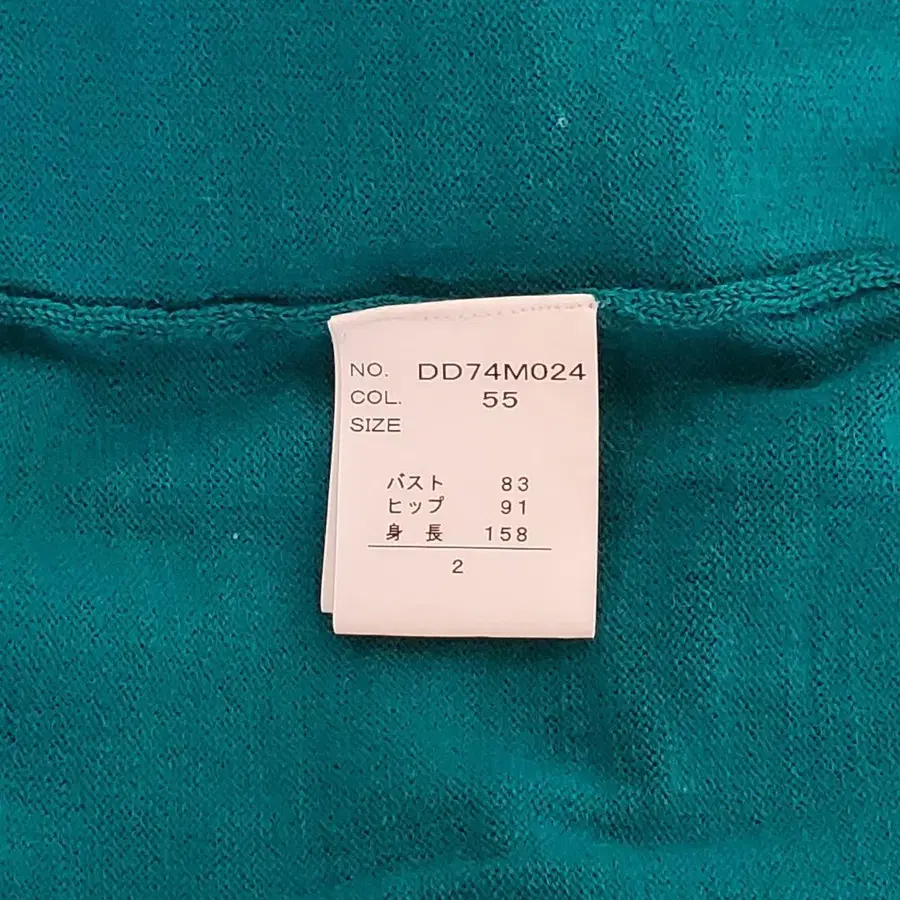 NO. DD74M024
COL. 55
SIZE
バスト 83
ヒップ 91
身長 158
2